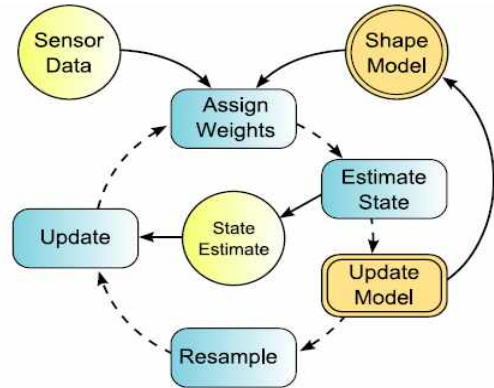 Sensor
Data
Shape
Model
Assign
Weights
Estimate
State
State
Estimate
Update
Update
Model
Resample